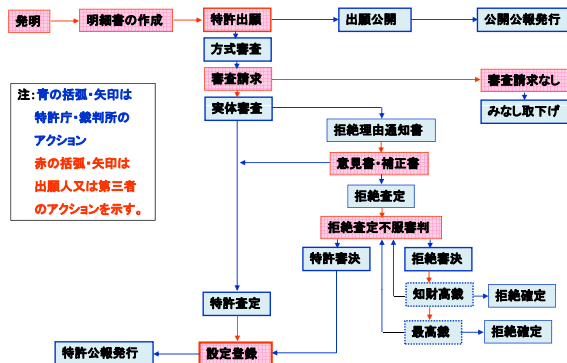 発明
明細書の作成
特許出願
出願公開
公開公報発行
方式審査
審査請求
審査請求なし
みなし取下げ
実体審査
注：青の括弧・矢印は
特許庁・裁判所の
アクション
赤の括弧・矢印は
出願人又は第三者
のアクションを示す。
拒絶理由通知書
意見書・補正書
拒絶査定
拒絶査定不服審判
特許審決
拒絶審決
知財高裁
拒絶確定
特許査定
最高裁
拒絶確定
特許公報発行
設定登録